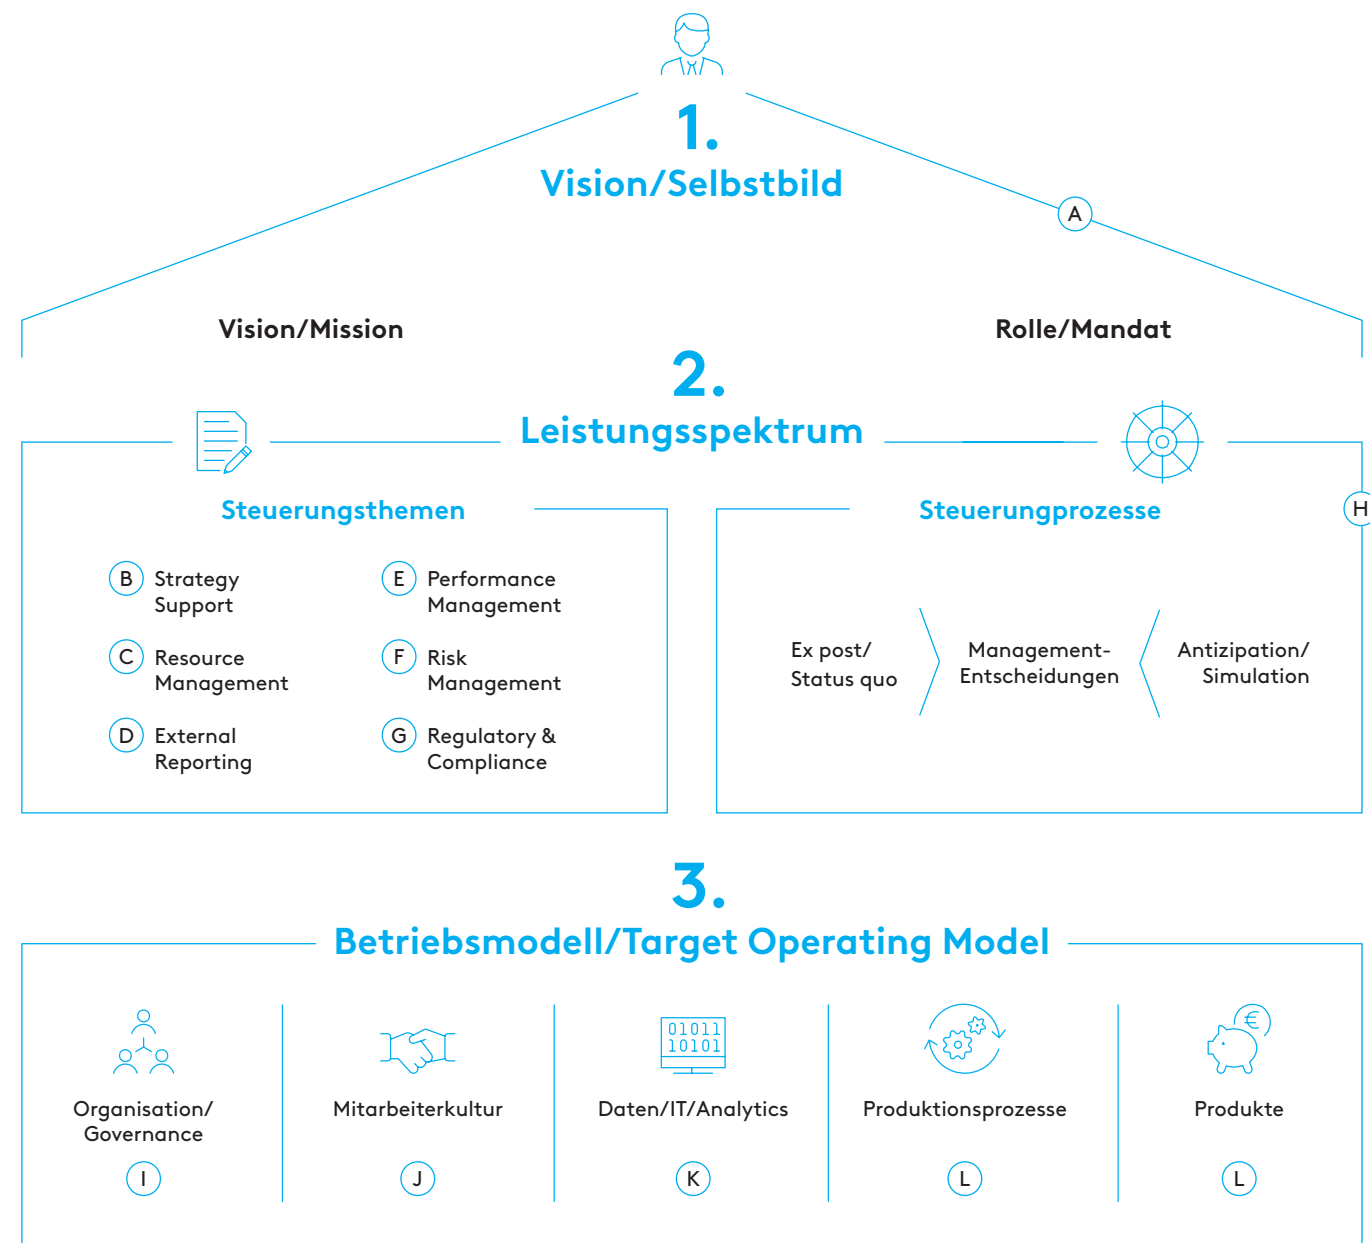 1.
Vision/Selbstbild
A
Vision/Mission
Rolle/Mandat
2.
Leistungsspektrum
Steuerungsthemen
B Strategy
Support
C Resource
Management
D External
Reporting
E Performance
Management
F Risk
Management
G Regulatory &
Compliance
Steuerungprozesse
H
Ex post/
Status quo
Management-
Entscheidungen
Antizipation/
Simulation
3.
Betriebsmodell/Target Operating Model
Organisation/
Governance
I
Mitarbeiterkultur
J
01011
10101
Daten/IT/Analytics
K
Produktionsprozesse
L
€
Produkte
L